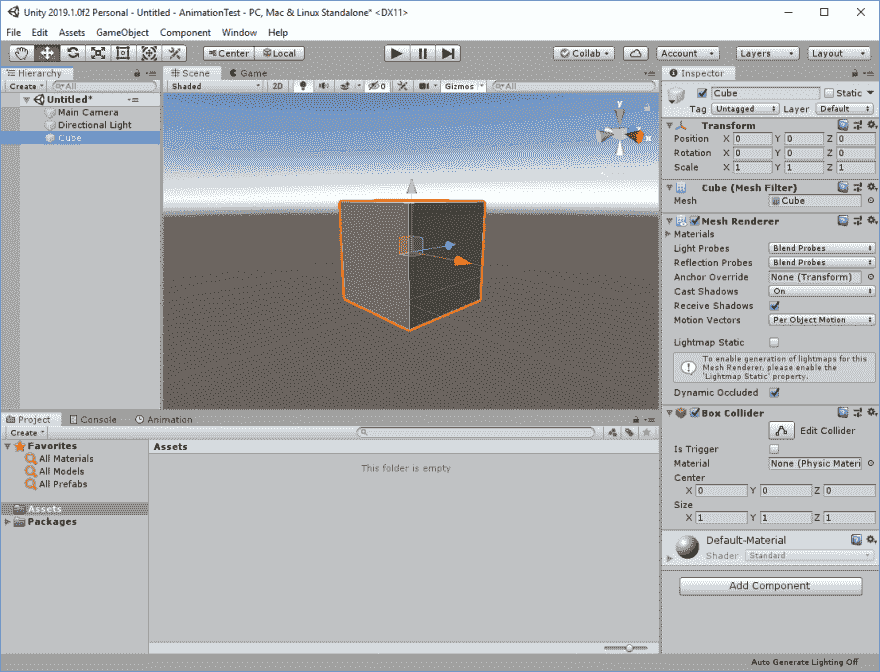 Unity 2019.1.0f2 Personal - Untitled - AnimationTest - PC, Mac & Linux Standalone* <DX11>
File Edit Assets GameObject Component Window Help
Center Local Collab Account Layers Layout
Hierarchy
Create All
Untitled*
Main Camera
Directional Light
Cube
Scene Game
Shaded 2D 0 Gizmos All
y
x
Inspector
Cube Static
Tag Untagged Layer Default
Transform
Position X 0 Y 0 Z 0
Rotation X 0 Y 0 Z 0
Scale X 1 Y 1 Z 1
Cube (Mesh Filter)
Mesh Cube
Mesh Renderer
Materials
Light Probes Blend Probes
Reflection Probes Blend Probes
Anchor Override None (Transform)
Cast Shadows On
Receive Shadows
Motion Vectors Per Object Motion
Lightmap Static
To enable generation of lightmaps for this
Mesh Renderer, please enable the
'Lightmap Static' property.
Dynamic Occluded
Box Collider
Edit Collider
Is Trigger
Material None (Physic Materi
Center
X 0 Y 0 Z 0
Size
X 1 Y 1 Z 1
Default-Material
Shader Standard
Add Component
Project Console Animation
Create
Favorites
All Materials
All Models
All Prefabs
Assets
Packages
Assets
This folder is empty
Auto Generate Lighting Off